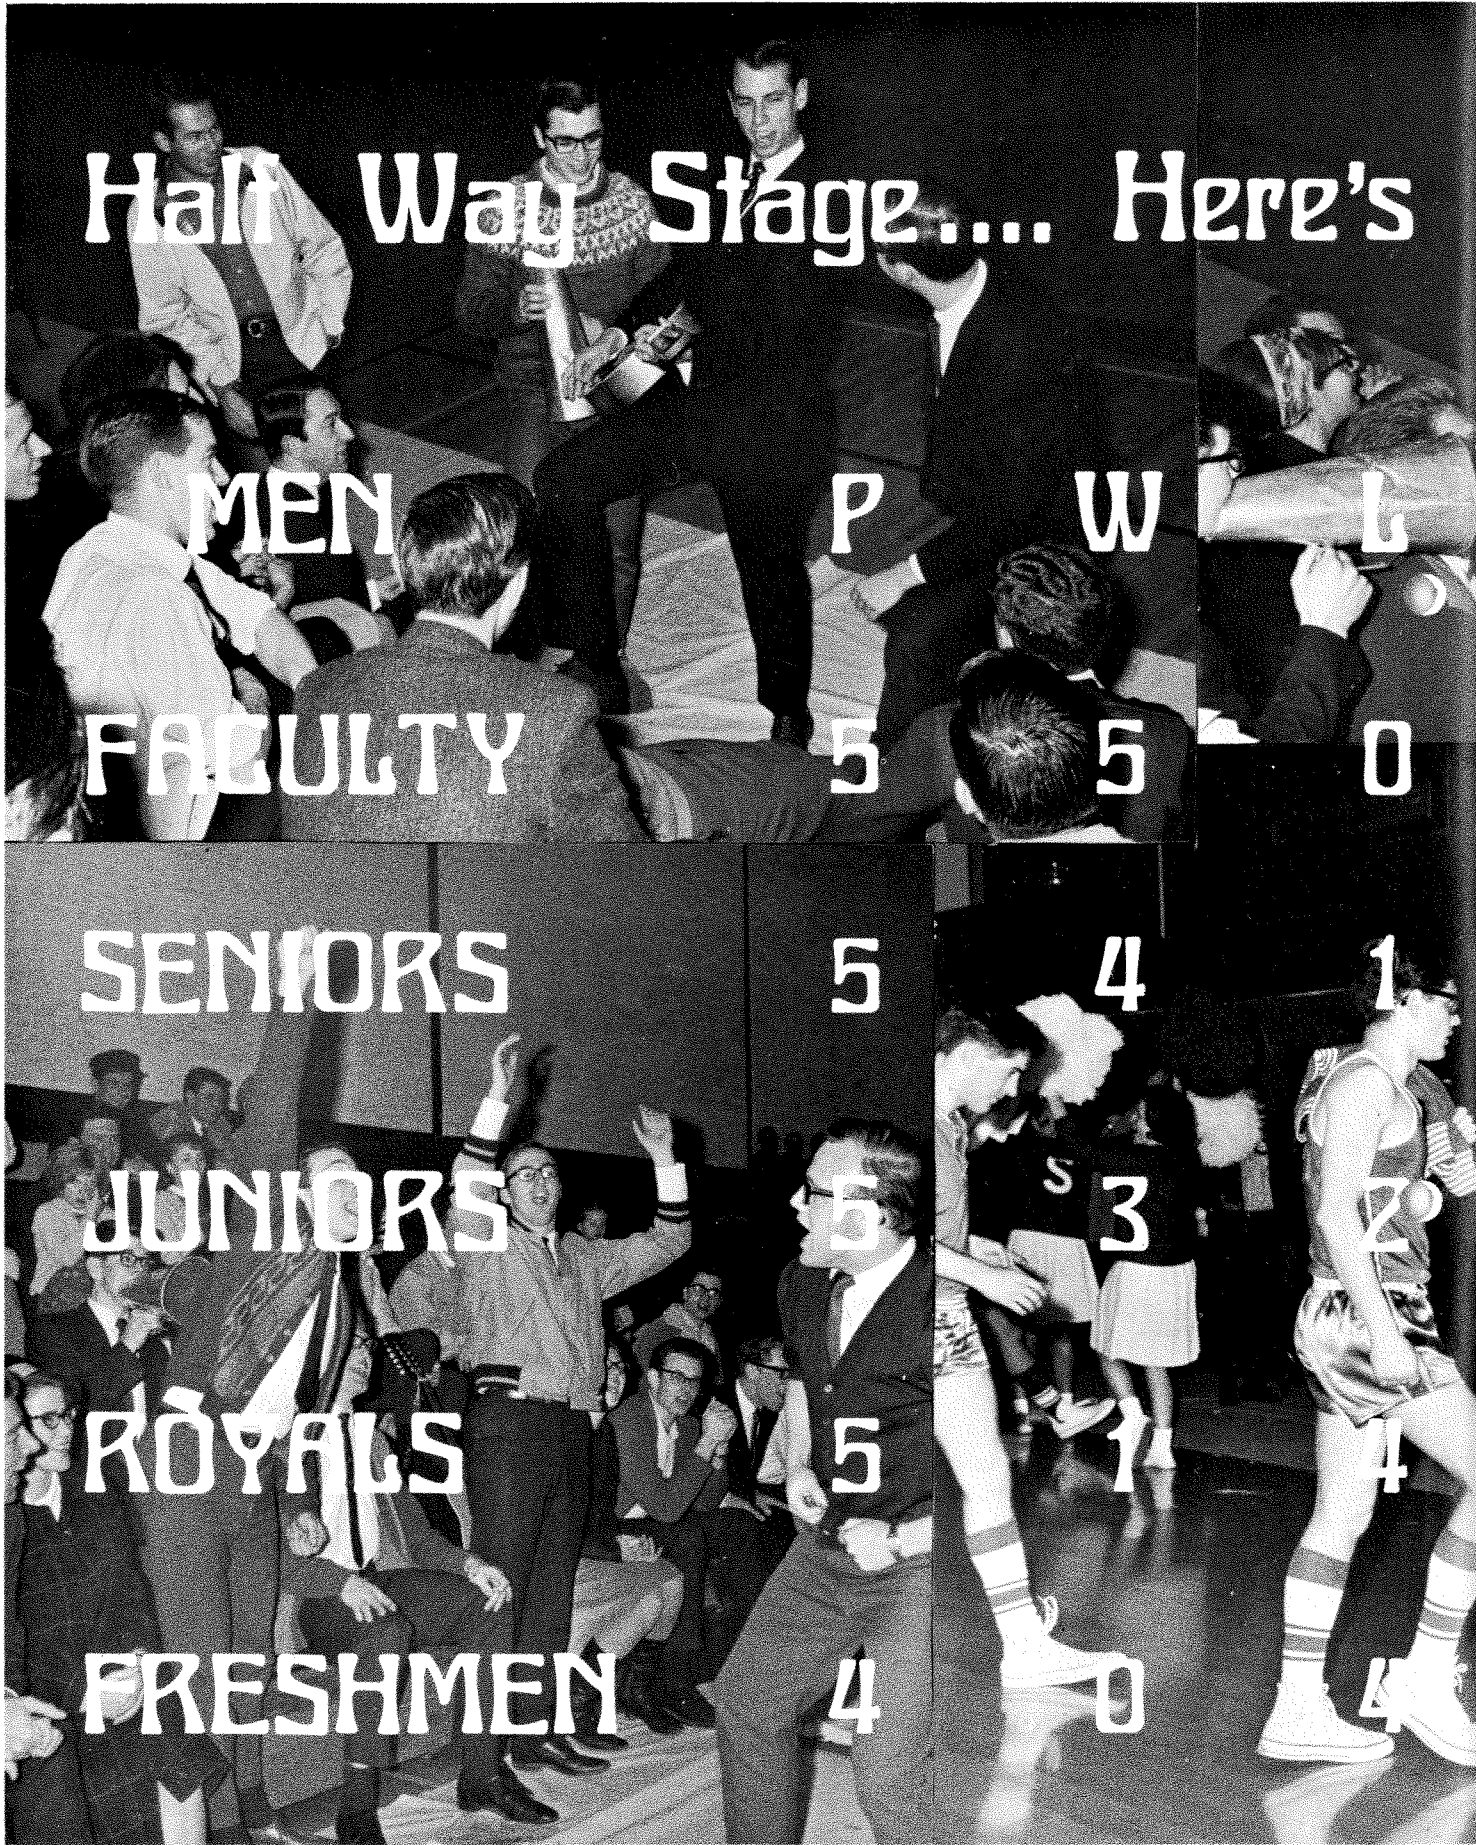 Half Way Stage.... Here's
MEN P W L
FACULTY 5 5 0
SENIORS 5 4 1
S
JUNIORS 5 3 2
ROYALS 5 1 4
FRESHMEN 4 0 4